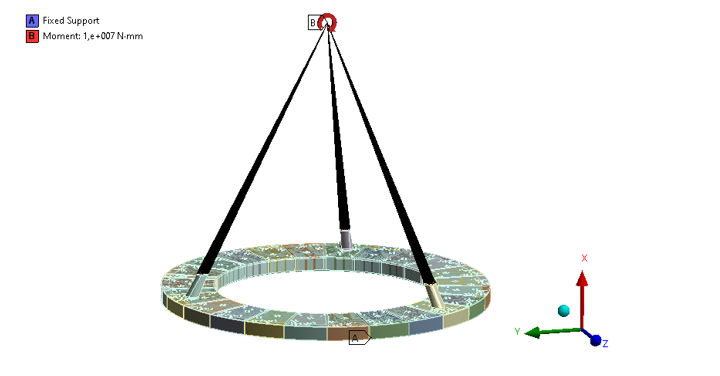 B
A Fixed Support
B Moment: 1,e+007 N-mm
X
Y
Z
A